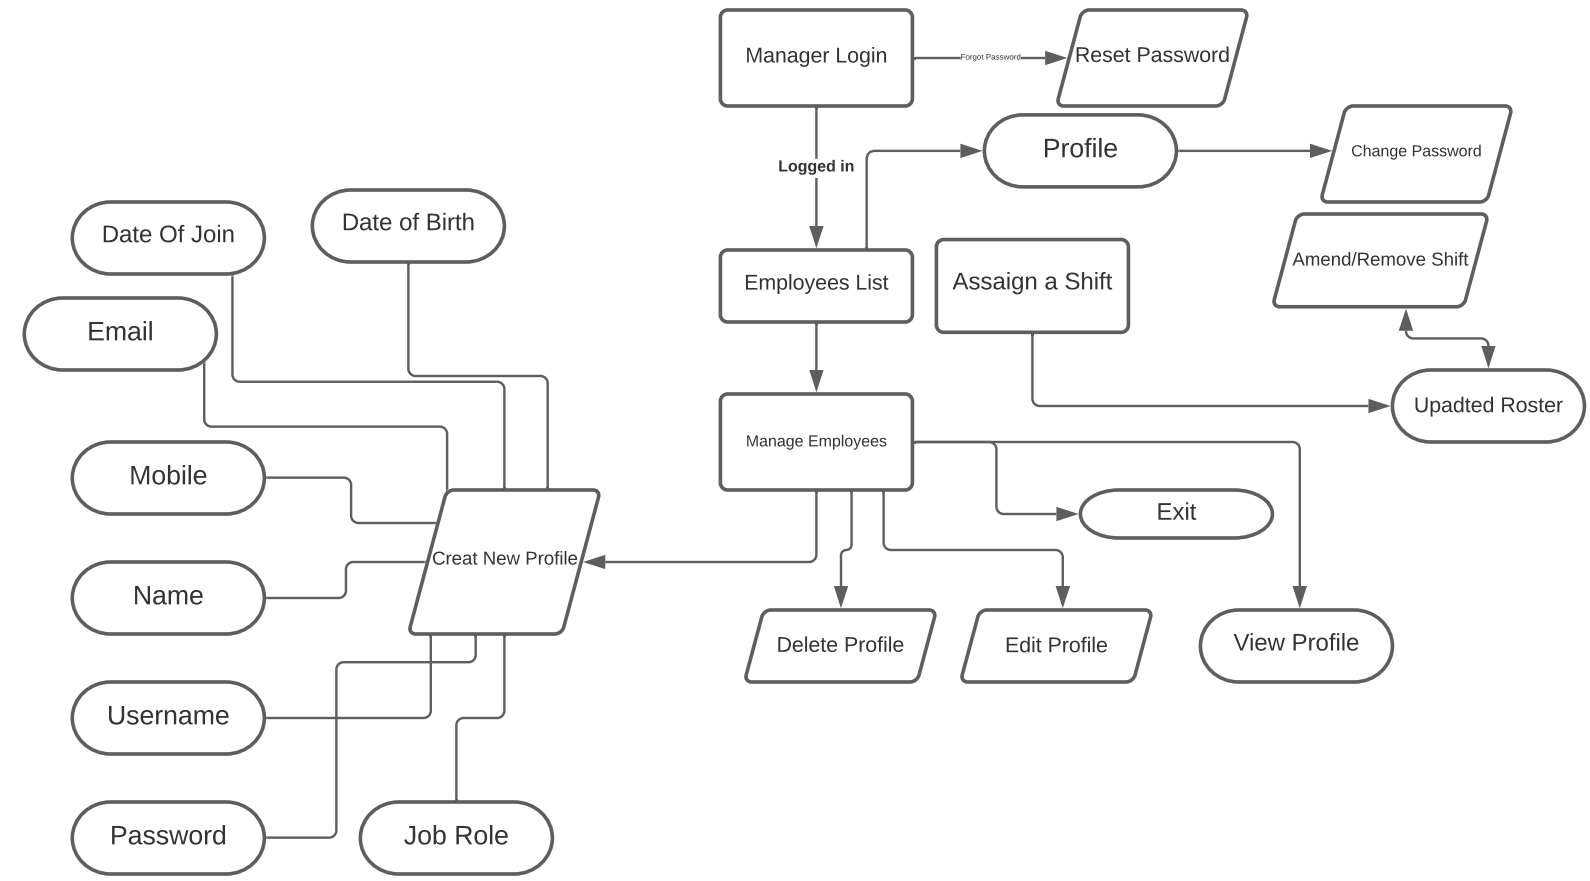 Manager Login
Forgot Password
Reset Password
Profile
Change Password
Logged in
Date Of Join
Date of Birth
Employees List
Assaign a Shift
Amend/Remove Shift
Email
Upadted Roster
Manage Employees
Mobile
Exit
Creat New Profile
Name
Delete Profile
Edit Profile
View Profile
Username
Password
Job Role